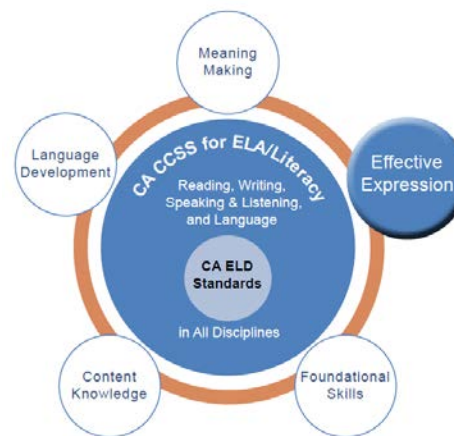 Meaning
Making
Language
Development
Effective
Expression
CA CCSS for ELA/Literacy
Reading, Writing,
Speaking & Listening,
and Language
CA ELD
Standards
in All Disciplines
Content
Knowledge
Foundational
Skills